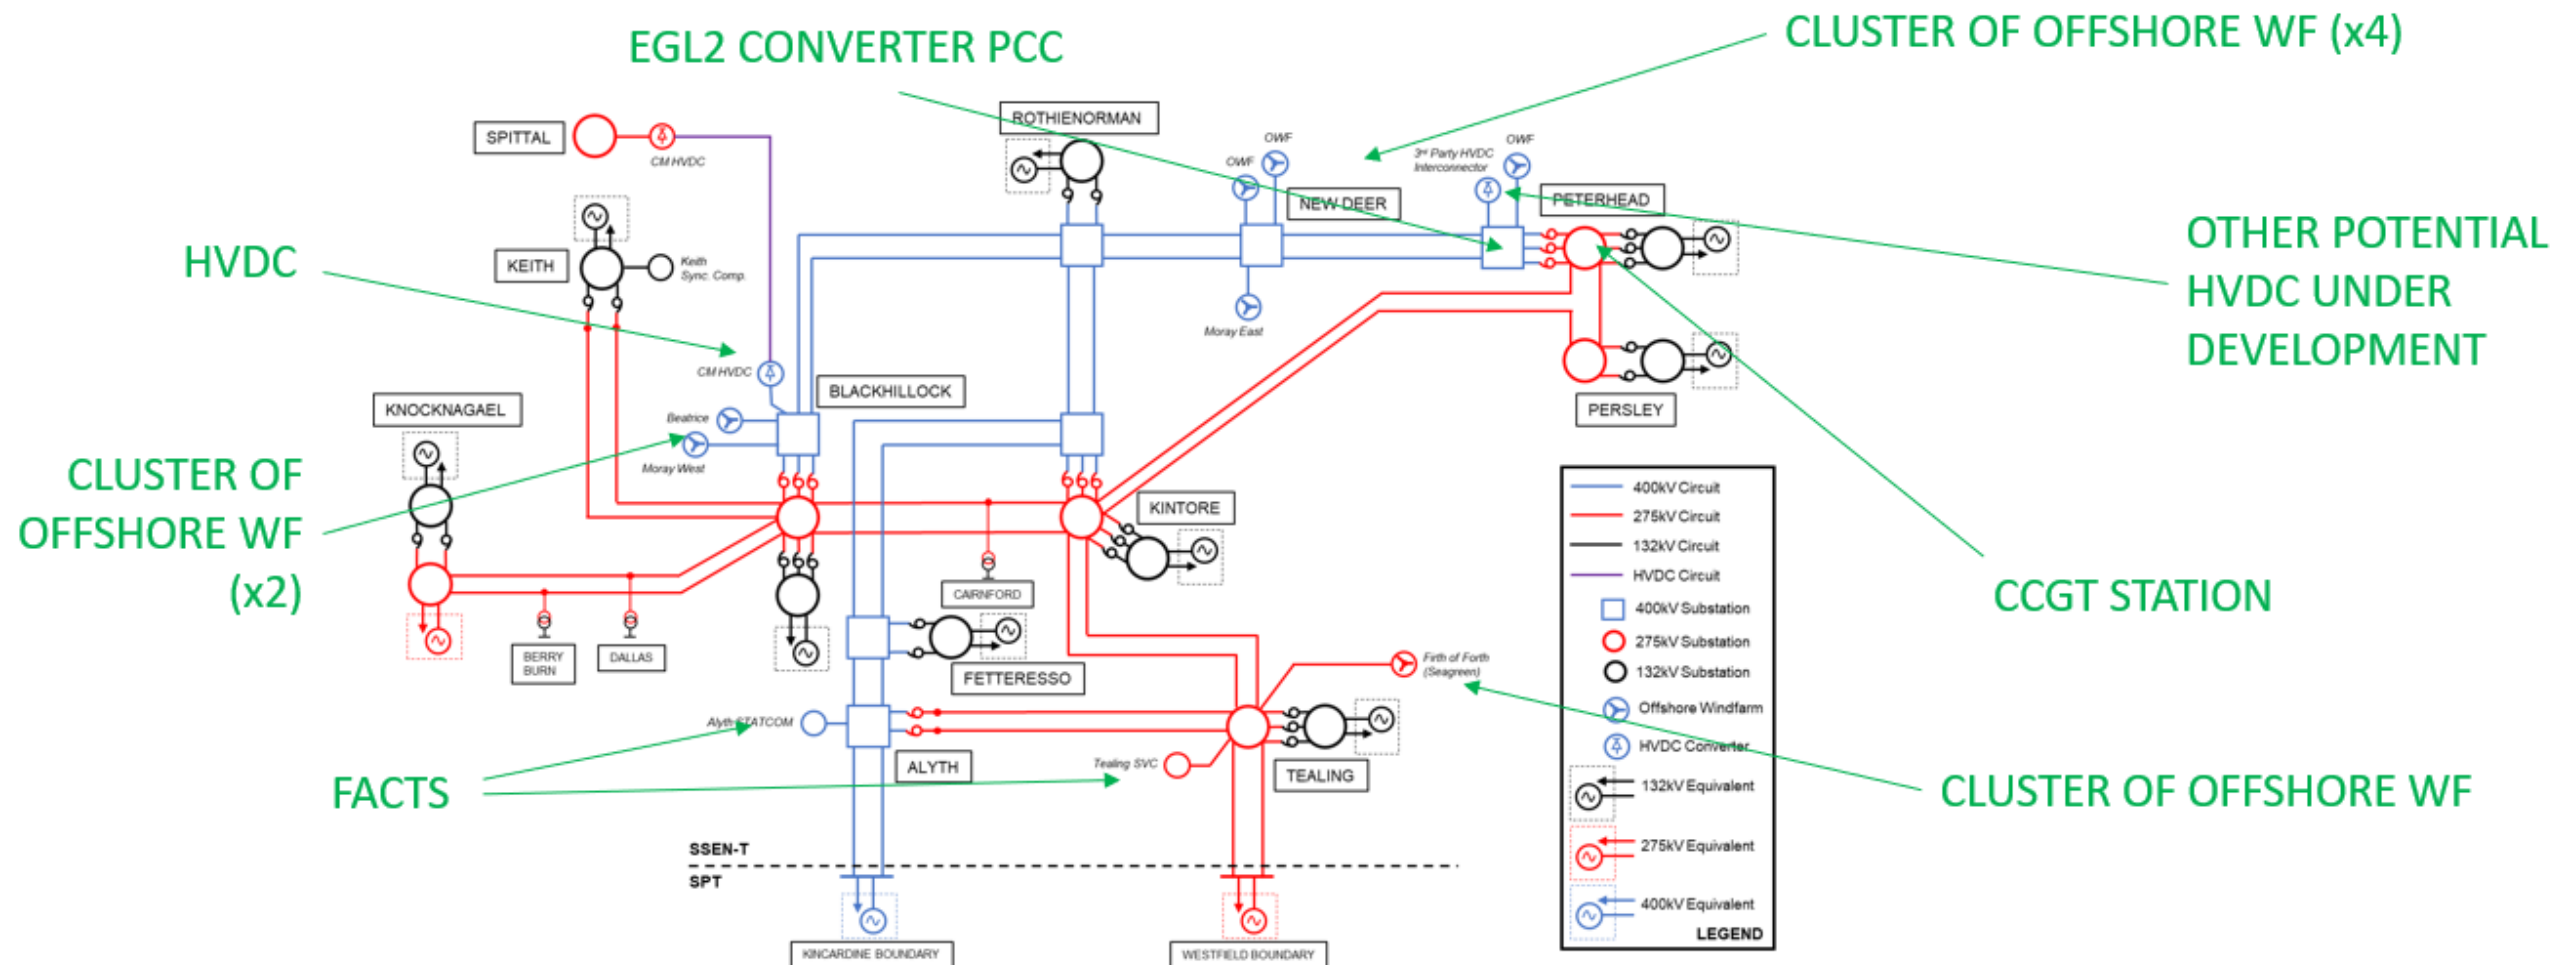 CLUSTER OF OFFSHORE WF (x4)
EGL2 CONVERTER PCC
ROTHIENORMAN
SPITTAL
CM HVDC
OWF
OWF
3rd Party HVDC
Interconnector
OWF
NEW DEER
PETERHEAD
HVDC
KEITH
Keith
Sync. Comp.
OTHER POTENTIAL
HVDC UNDER
DEVELOPMENT
Moray East
CM HVDC
BLACKHILLOCK
KNOCKNAGAEL
Beatrice
Moray West
PERSLEY
CLUSTER OF
OFFSHORE WF
(x2)
KINTORE
CAIRNFORD
BERRY
BURN
DALLAS
FETTERESSO
CCGT STATION
Firth of Forth
(Seagreen)
Alyth STATCOM
ALYTH
Tealing SVC
TEALING
FACTS
CLUSTER OF OFFSHORE WF
SSEN-T
SPT
KINCARDINE BOUNDARY
WESTFIELD BOUNDARY
400kV Circuit
275kV Circuit
132kV Circuit
HVDC Circuit
400kV Substation
275kV Substation
132kV Substation
Offshore Windfarm
HVDC Converter
132kV Equivalent
275kV Equivalent
400kV Equivalent
LEGEND